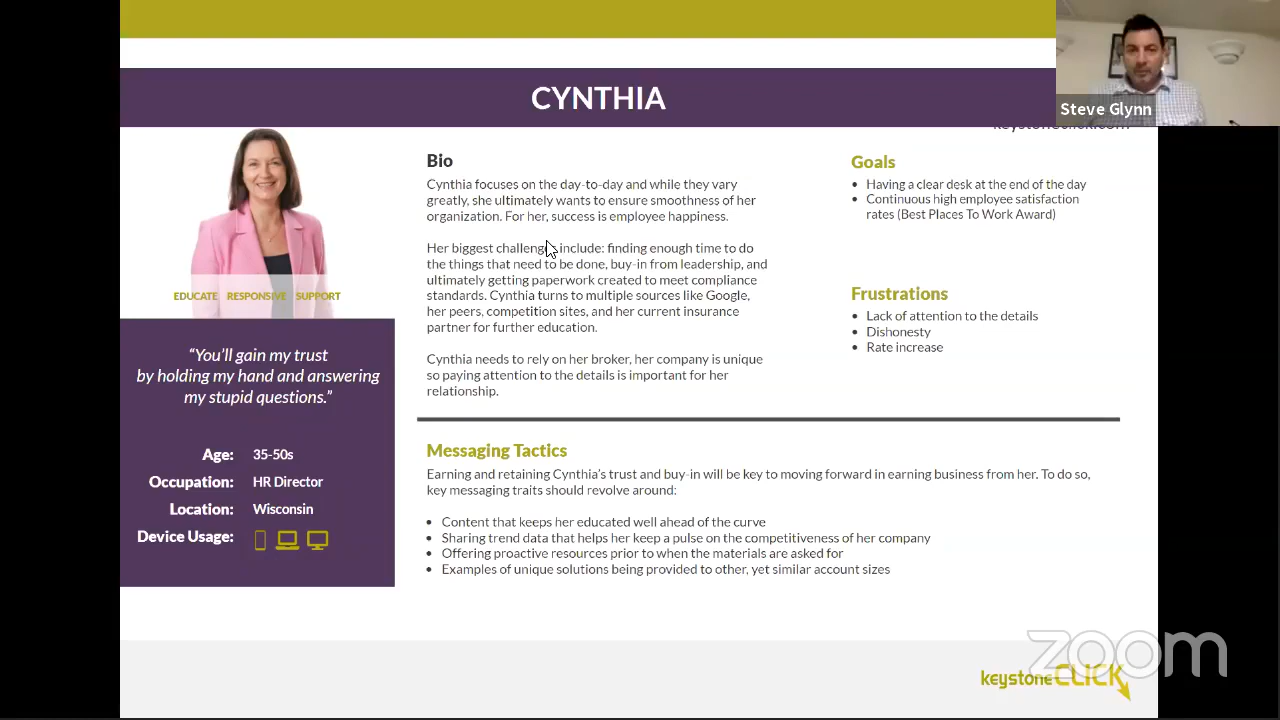 CYNTHIA
Steve Glynn
keystoneclick.com
Bio
Cynthia focuses on the day-to-day and while they vary
greatly, she ultimately wants to ensure smoothness of her
organization. For her, success is employee happiness.
Her biggest challenges include: finding enough time to do
the things that need to be done, buy-in from leadership, and
ultimately getting paperwork created to meet compliance
standards. Cynthia turns to multiple sources like Google,
her peers, competition sites, and her current insurance
partner for further education.
Cynthia needs to rely on her broker, her company is unique
so paying attention to the details is important for her
relationship.
Goals
• Having a clear desk at the end of the day
• Continuous high employee satisfaction
rates (Best Places To Work Award)
Frustrations
• Lack of attention to the details
• Dishonesty
• Rate increase
EDUCATE RESPONSIVE SUPPORT
“You’ll gain my trust
by holding my hand and answering
my stupid questions.”
Age: 35-50s
Occupation: HR Director
Location: Wisconsin
Device Usage:
Messaging Tactics
Earning and retaining Cynthia’s trust and buy-in will be key to moving forward in earning business from her. To do so,
key messaging traits should revolve around:
• Content that keeps her educated well ahead of the curve
• Sharing trend data that helps her keep a pulse on the competitiveness of her company
• Offering proactive resources prior to when the materials are asked for
• Examples of unique solutions being provided to other, yet similar account sizes
zoom
keystoneCLICK